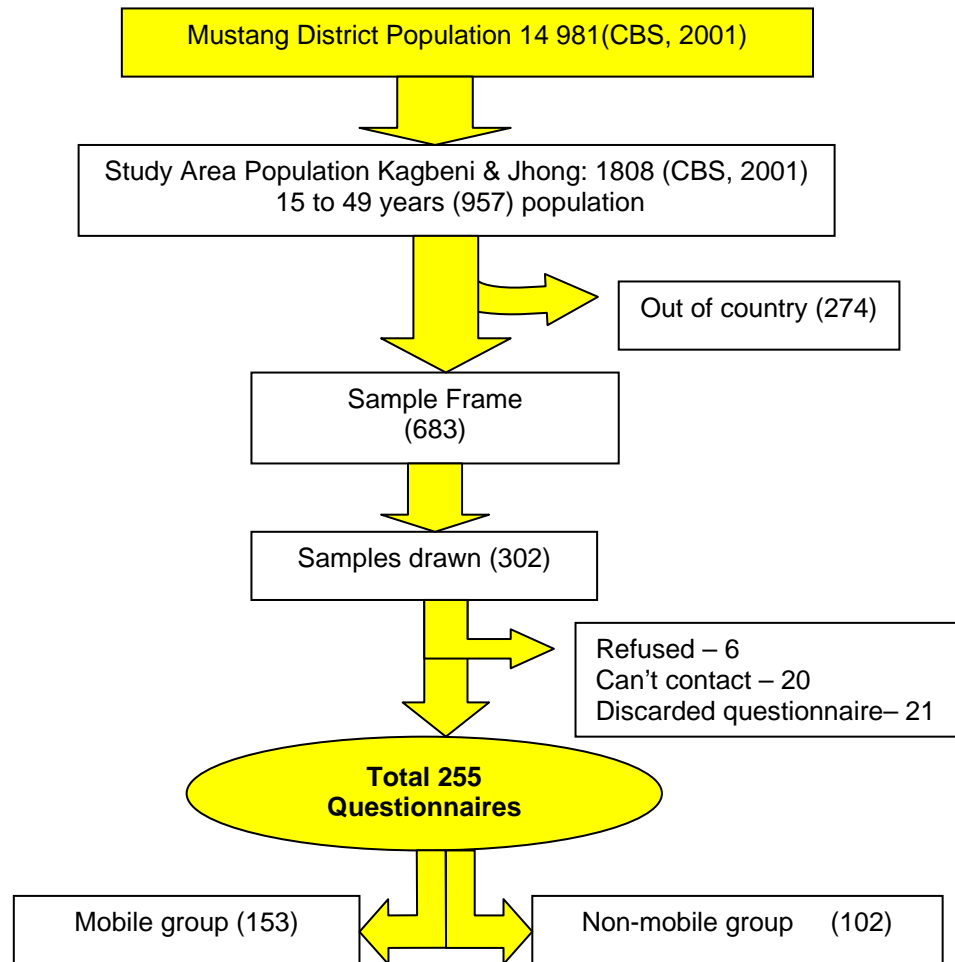 Mustang District Population 14 981(CBS, 2001)
Study Area Population Kagbeni & Jhong: 1808 (CBS, 2001)
15 to 49 years (957) population
Out of country (274)
Sample Frame
(683)
Samples drawn (302)
Refused – 6
Can’t contact – 20
Discarded questionnaire– 21
Total 255
Questionnaires
Mobile group (153)
Non-mobile group (102)